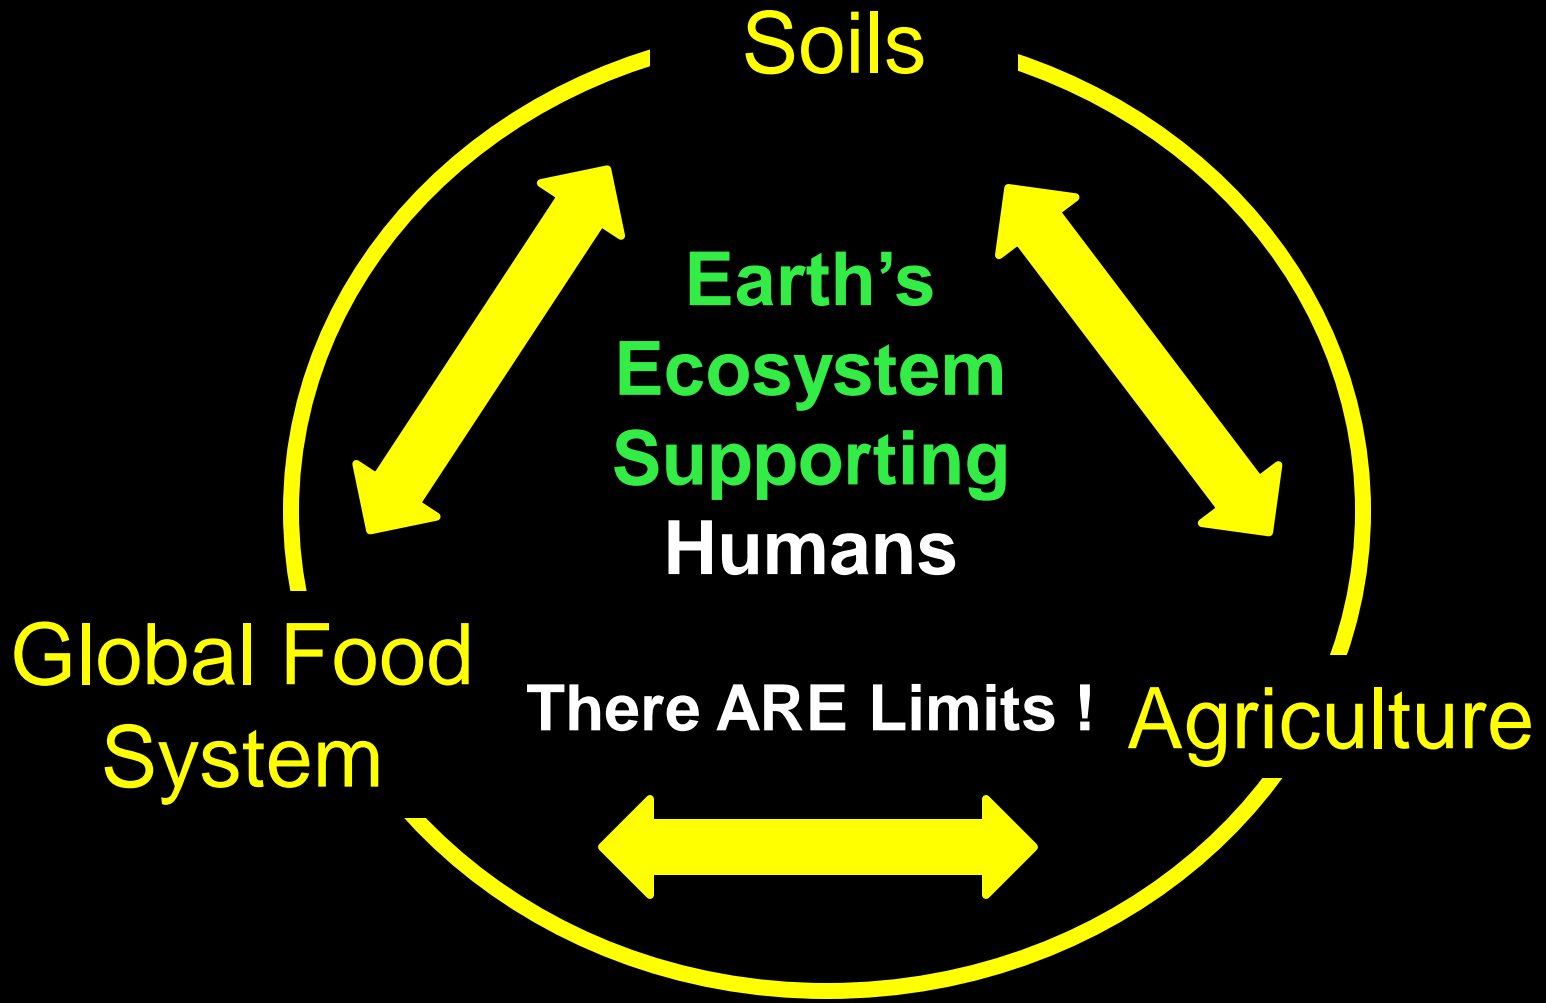 Soils
Earth’s
Ecosystem
Supporting
Humans
Global Food
System
There ARE Limits !
Agriculture